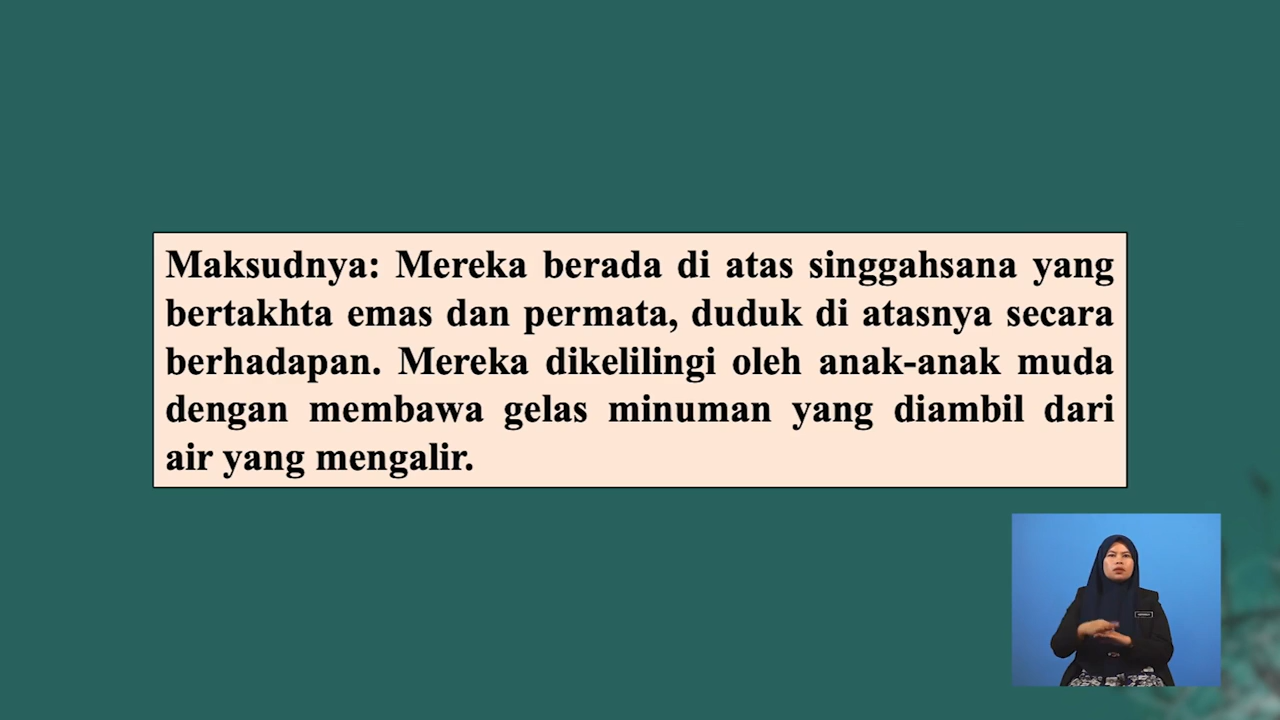 Maksudnya: Mereka berada di atas singgahsana yang
bertakhta emas dan permata, duduk di atasnya secara
berhadapan. Mereka dikelilingi oleh anak-anak muda
dengan membawa gelas minuman yang diambil dari
air yang mengalir.